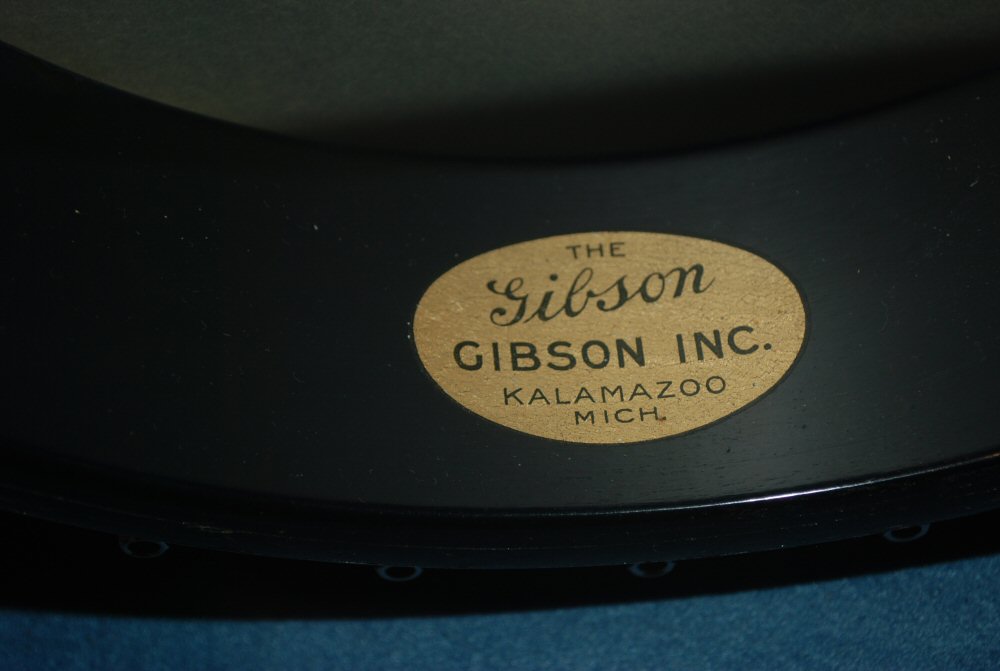 THE
Gibson
GIBSON INC.
KALAMAZOO
MICH.